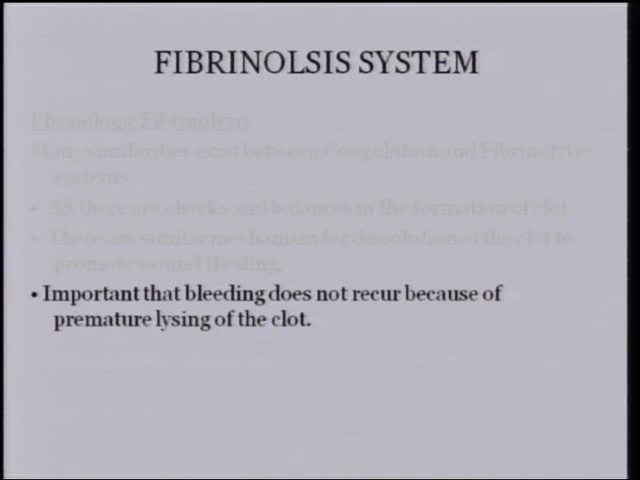 FIBRINOLSIS SYSTEM
Physiologic Fibrinolysis
Many similarities exist between Coagulation and Fibrinolytic
systems.
- AS there are checks and balances in the formation of clot
- There are similar mechanism for dissolution of the clot to
promote wound Healing.
• Important that bleeding does not recur because of
premature lysing of the clot.